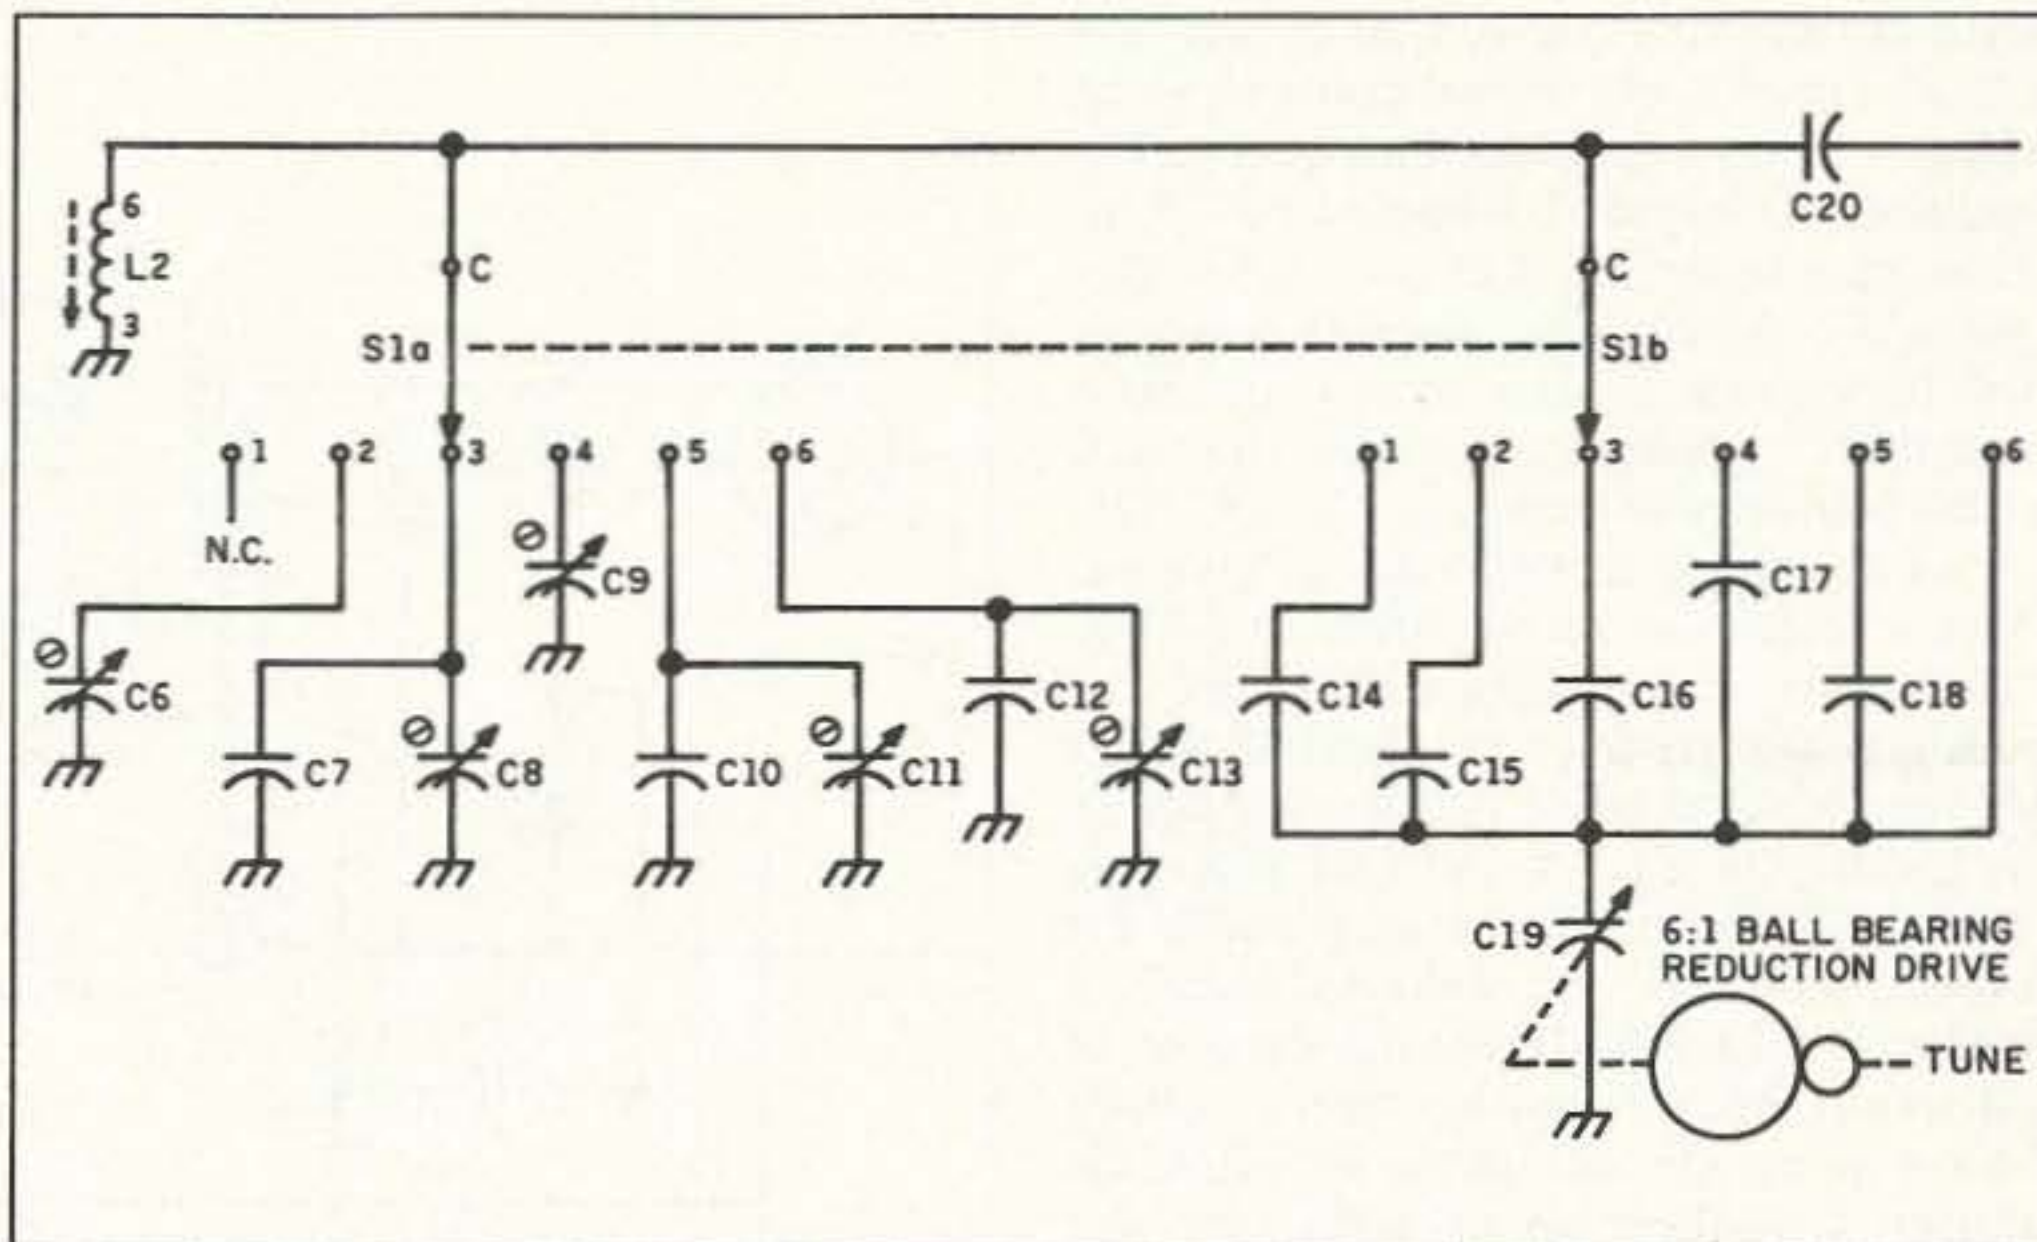 C20
6
L2
3
C
C
S1a
S1b
1
2
3
4
5
6
1
2
3
4
5
6
N.C.
C9
C17
C6
C12
C14
C16
C18
C7
C8
C10
C11
C13
C15
C19
6:1 BALL BEARING
REDUCTION DRIVE
TUNE